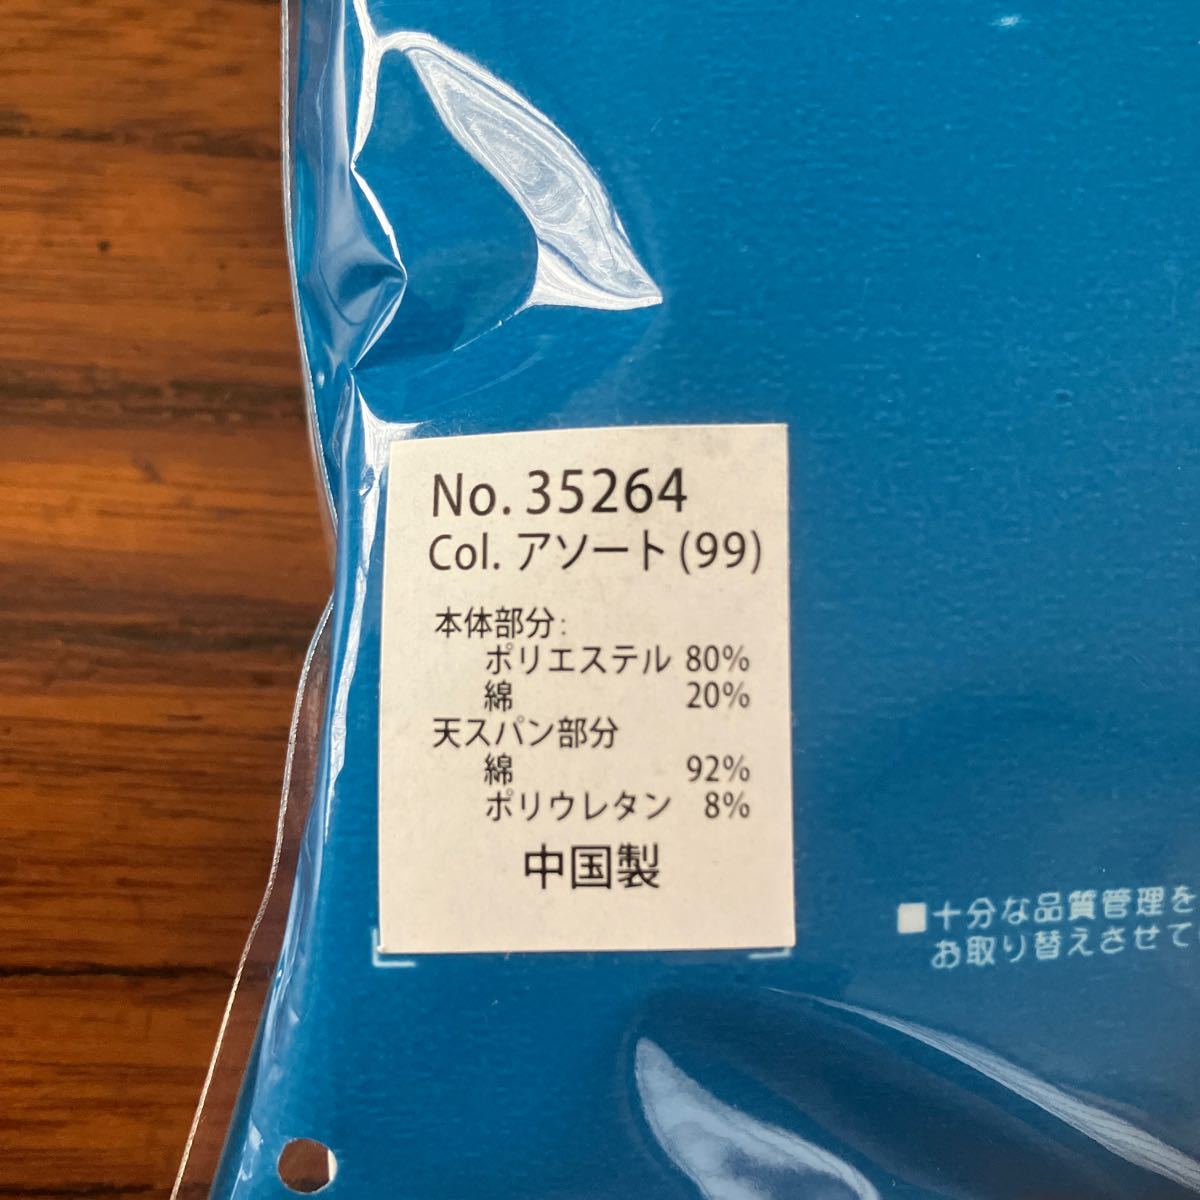 No. 35264
Col. アソート (99)
本体部分:
ポリエステル 80%
綿 20%
天スパン部分
綿 92%
ポリウレタン 8%
中国製
■十分な品質管理を
お取り替えさせて